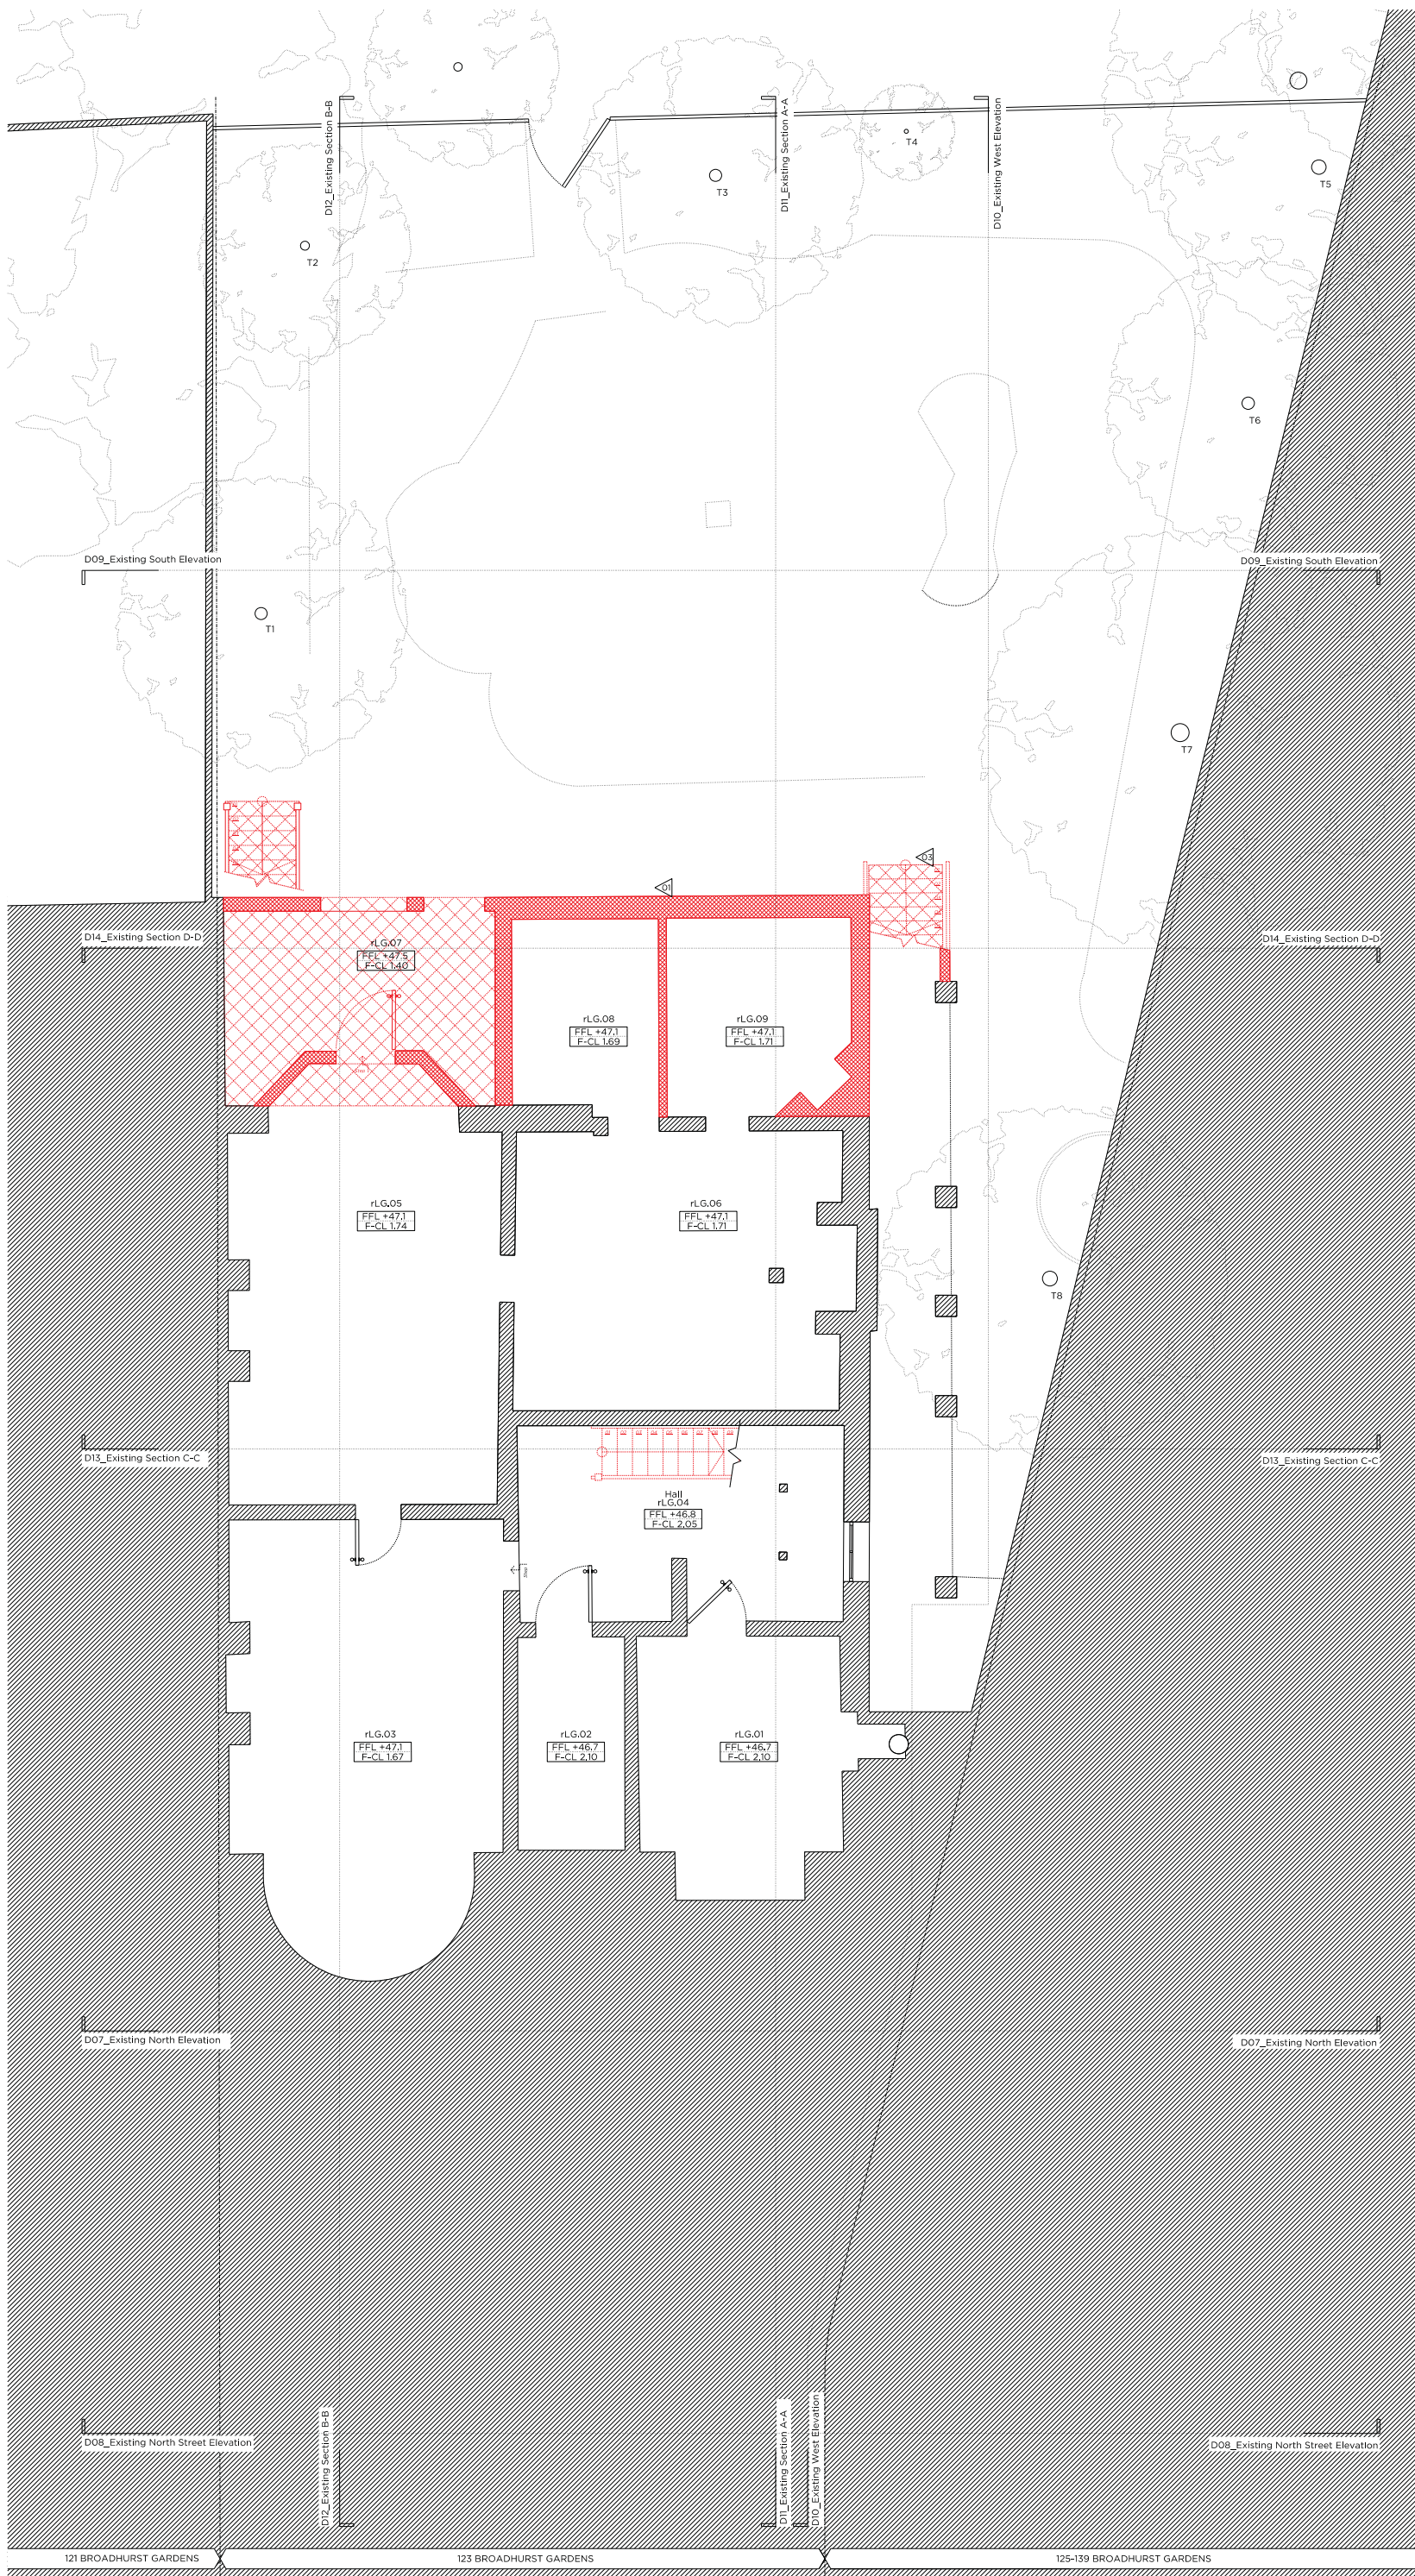 D12_Existing Section B-B
D11_Existing Section A-A
D10_Existing West Elevation
T4
T3
T5
T2
T6
D09_Existing South Elevation
D09_Existing South Elevation
T1
T7
03
01
D14_Existing Section D-D
D14_Existing Section D-D
rLG.07
FFL +47.5
F-CL 1.40
rLG.08
FFL +47.1
F-CL 1.69
rLG.09
FFL +47.1
F-CL 1.71
Step
rLG.05
FFL +47.1
F-CL 1.74
rLG.06
FFL +47.1
F-CL 1.71
T8
D13_Existing Section C-C
D13_Existing Section C-C
Hall
rLG.04
FFL +46.8
F-CL 2.05
Step
rLG.03
FFL +47.1
F-CL 1.67
rLG.02
FFL +46.7
F-CL 2.10
rLG.01
FFL +46.7
F-CL 2.10
D07_Existing North Elevation
D07_Existing North Elevation
D12_Existing Section B-B
D11_Existing Section A-A
D10_Existing West Elevation
D08_Existing North Street Elevation
D08_Existing North Street Elevation
121 BROADHURST GARDENS
123 BROADHURST GARDENS
125-139 BROADHURST GARDENS